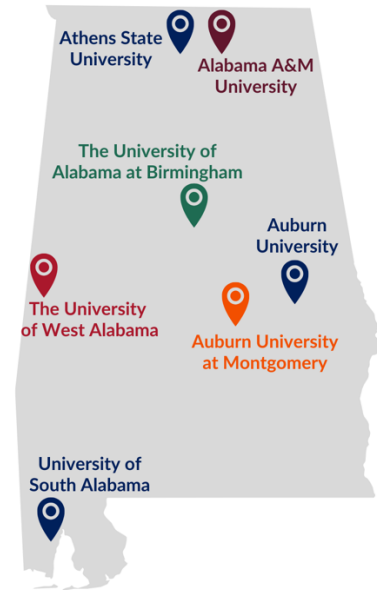 Athens State
University
Alabama A&M
University
The University of
Alabama at Birmingham
Auburn
University
The University
of West Alabama
Auburn University
at Montgomery
University of
South Alabama